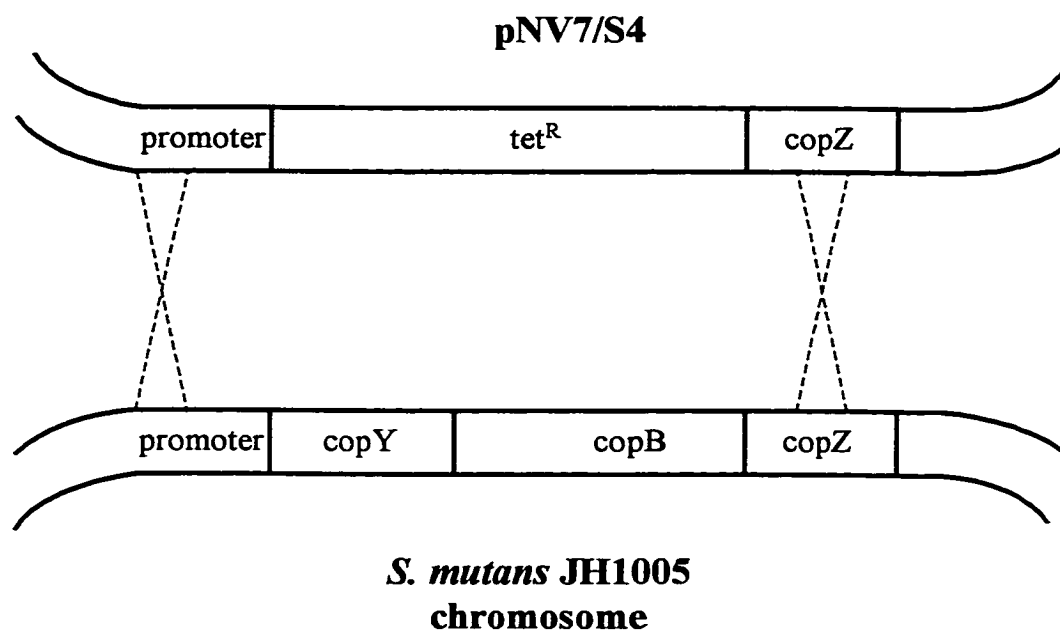 pNV7/S4
promoter tetᴿ copZ
promoter copY copB copZ
S. mutans JH1005
chromosome